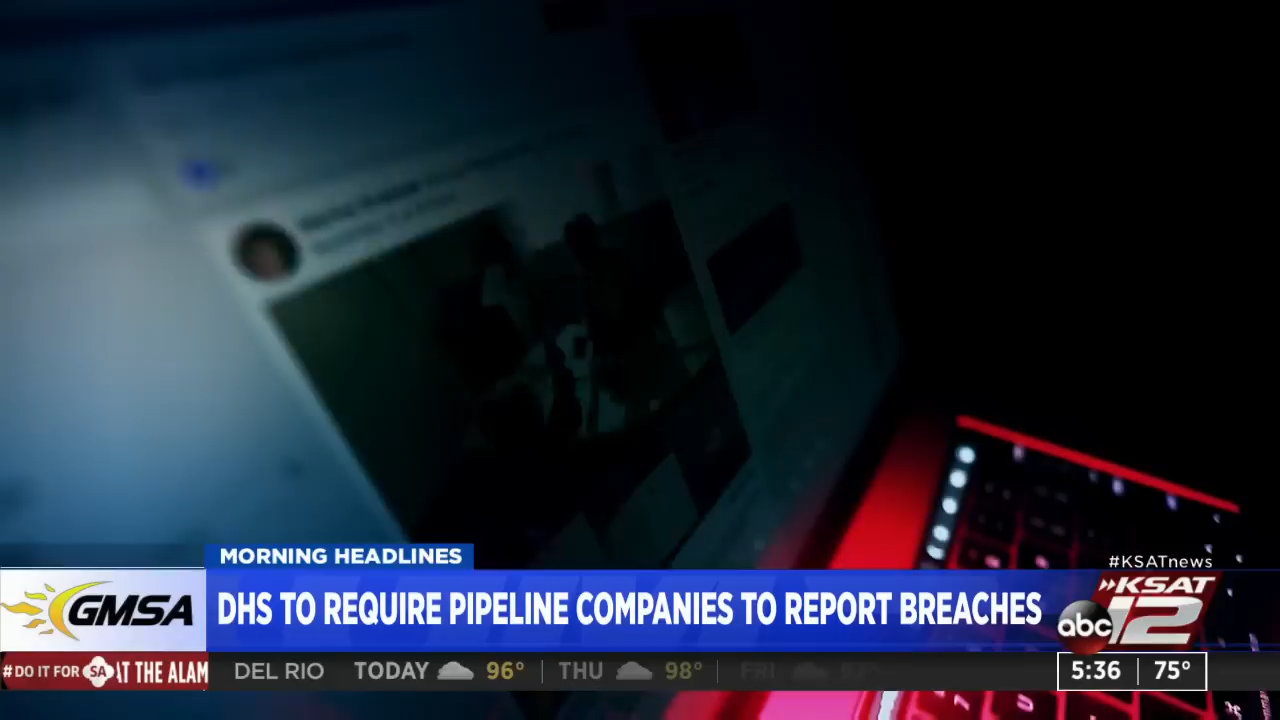 MORNING HEADLINES
#KSATnews
GMSA
DHS TO REQUIRE PIPELINE COMPANIES TO REPORT BREACHES
abc
KSAT
12
#DO IT FOR SA
AT THE ALAM
DEL RIO TODAY 96° THU 98° FRI
5:36 75°